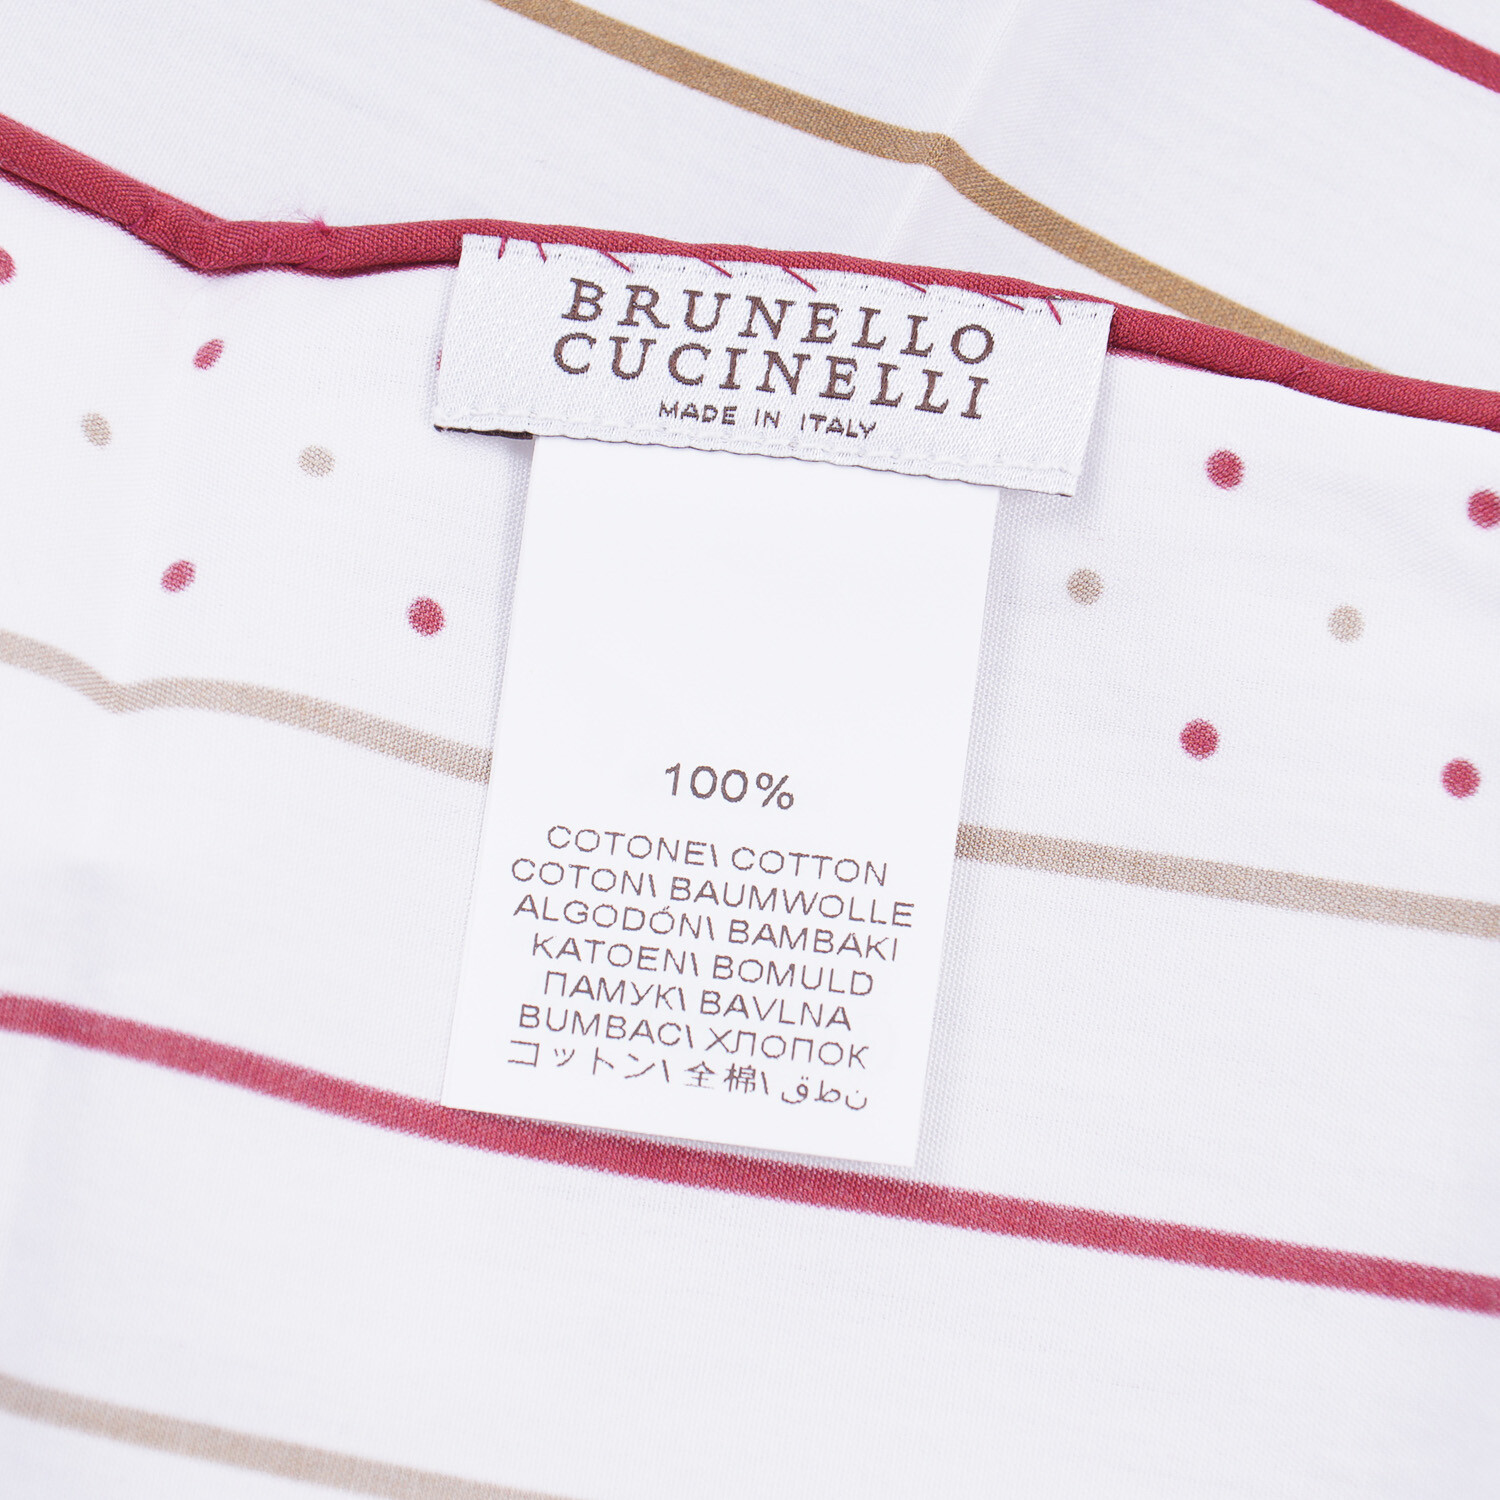 BRUNELLO
CUCINELLI
MADE IN ITALY
100%
COTONE\ COTTON
COTON\ BAUMWOLLE
ALGODÓN\ BAMBAKI
KATOEN\ BOMULD
ПАМУК\ BAVLNA
BUMBAC\ ХЛОПОК
コットン\ 全棉\ قطن